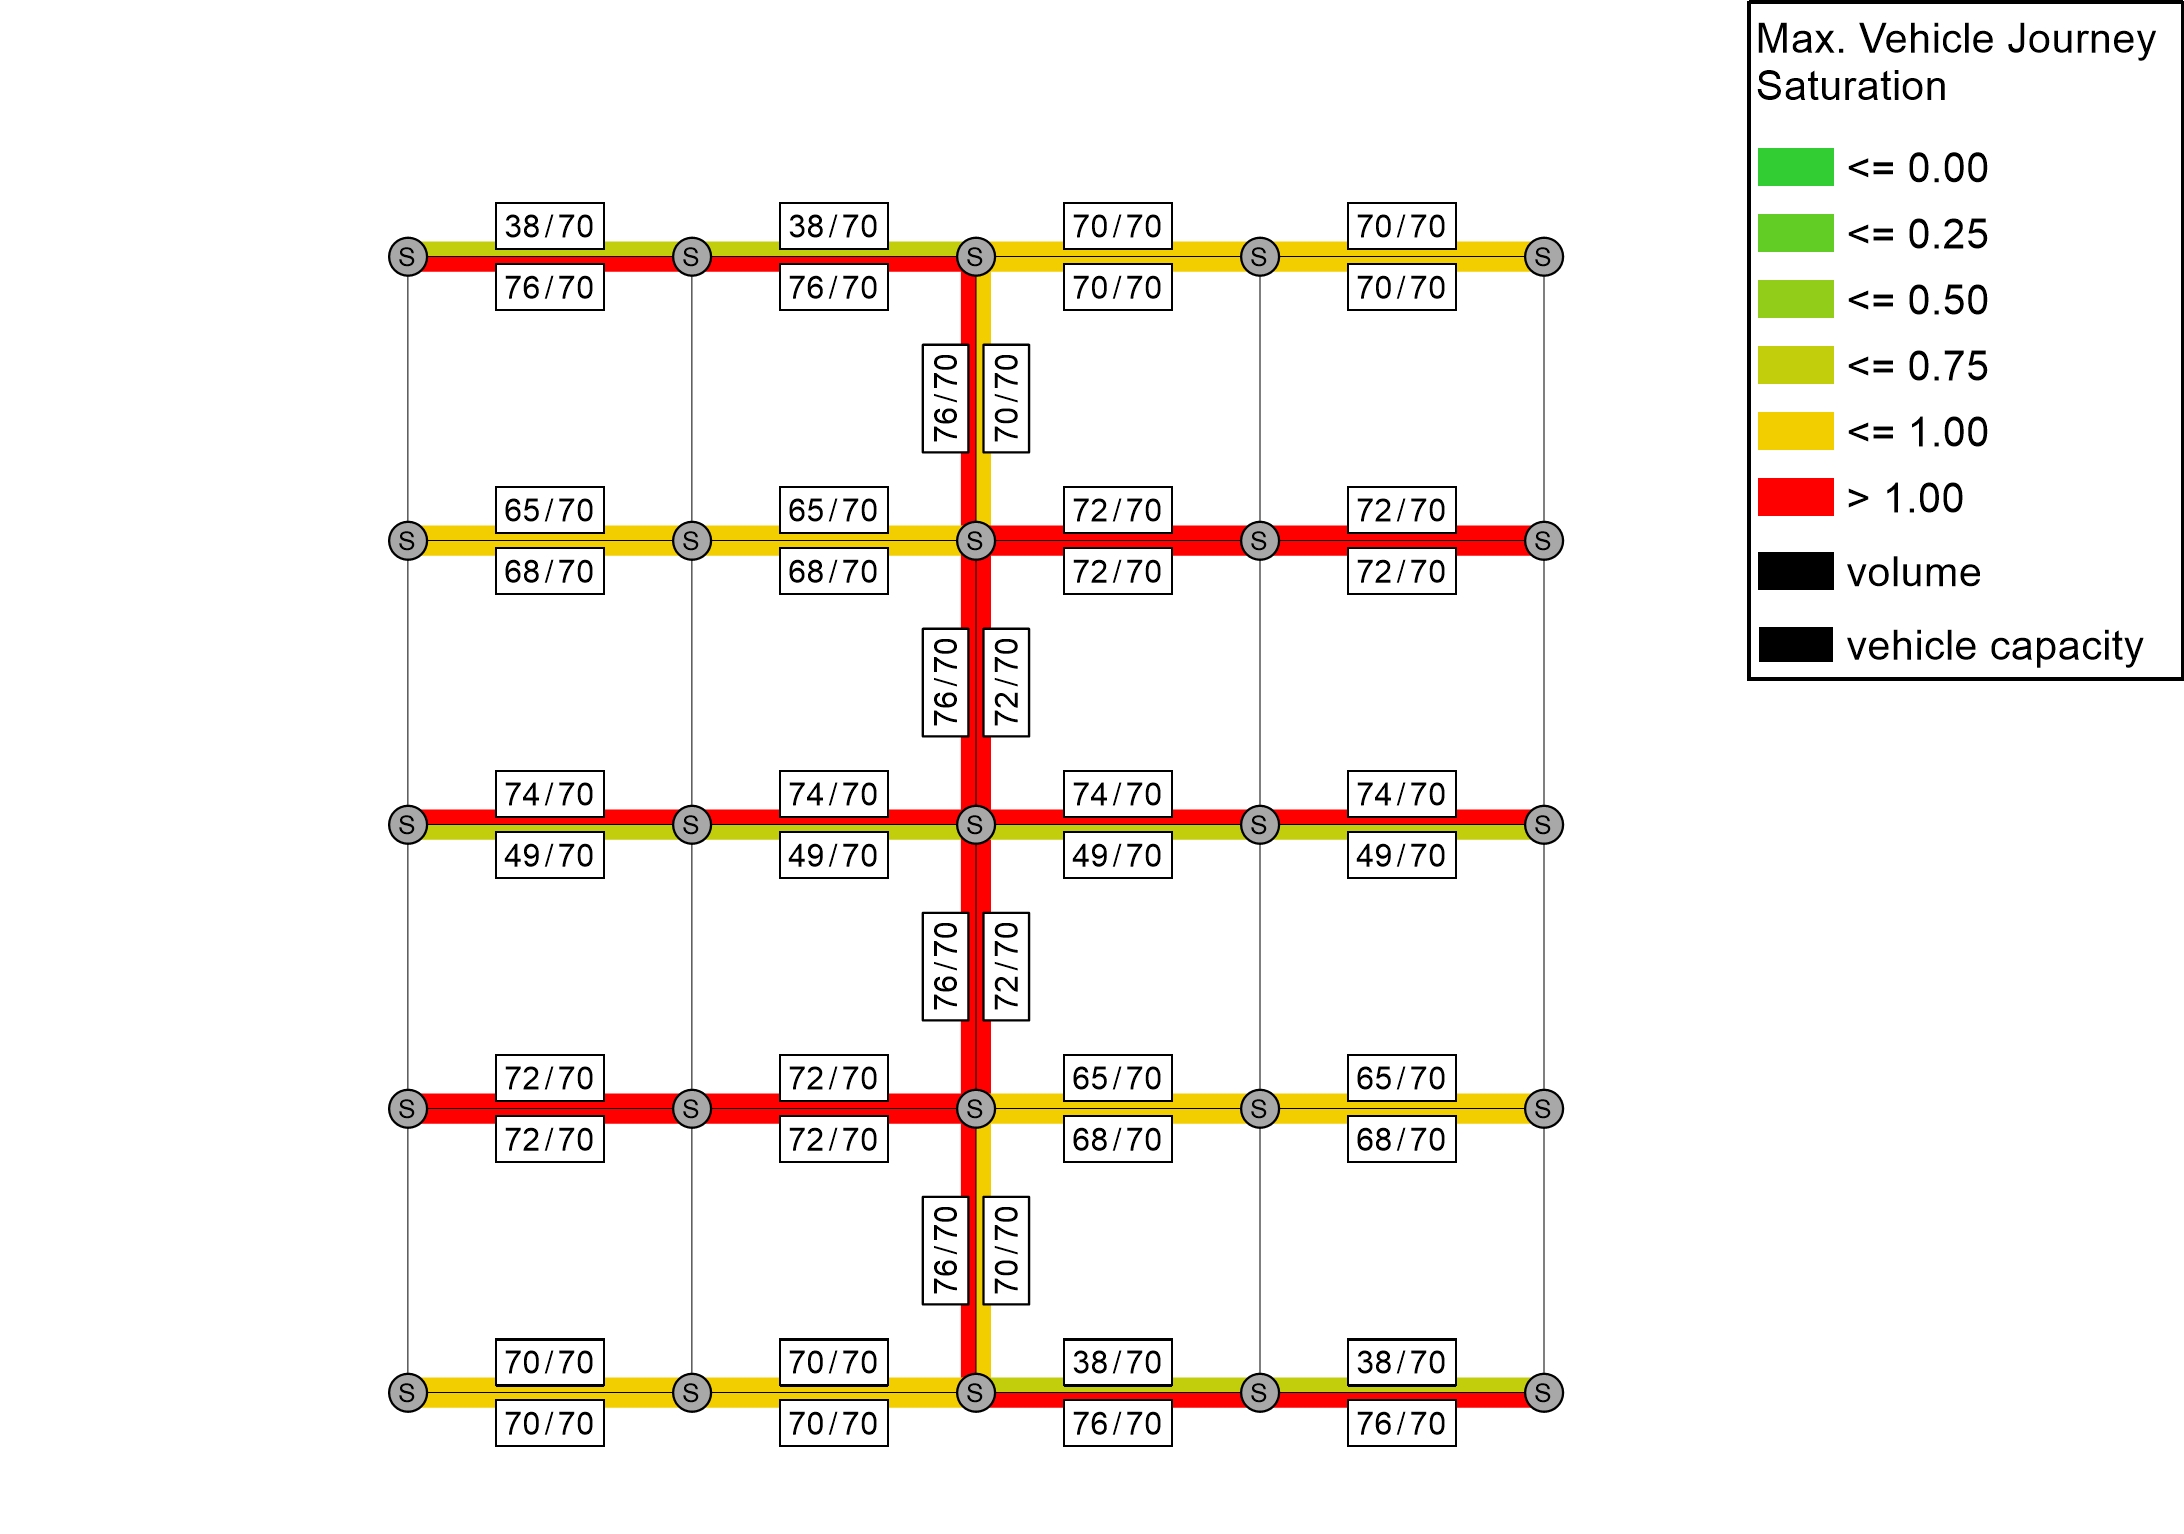 Max. Vehicle Journey
Saturation
<= 0.00
<= 0.25
<= 0.50
<= 0.75
<= 1.00
> 1.00
volume
vehicle capacity
38/70 38/70 70/70 70/70
S S S S S
76/70 76/70 70/70 70/70
76/70 70/70
65/70 65/70 72/70 72/70
S S S S S
68/70 68/70 72/70 72/70
76/70 72/70
74/70 74/70 74/70 74/70
S S S S S
49/70 49/70 49/70 49/70
76/70 72/70
72/70 72/70 65/70 65/70
S S S S S
72/70 72/70 68/70 68/70
76/70 70/70
70/70 70/70 38/70 38/70
S S S S S
70/70 70/70 76/70 76/70